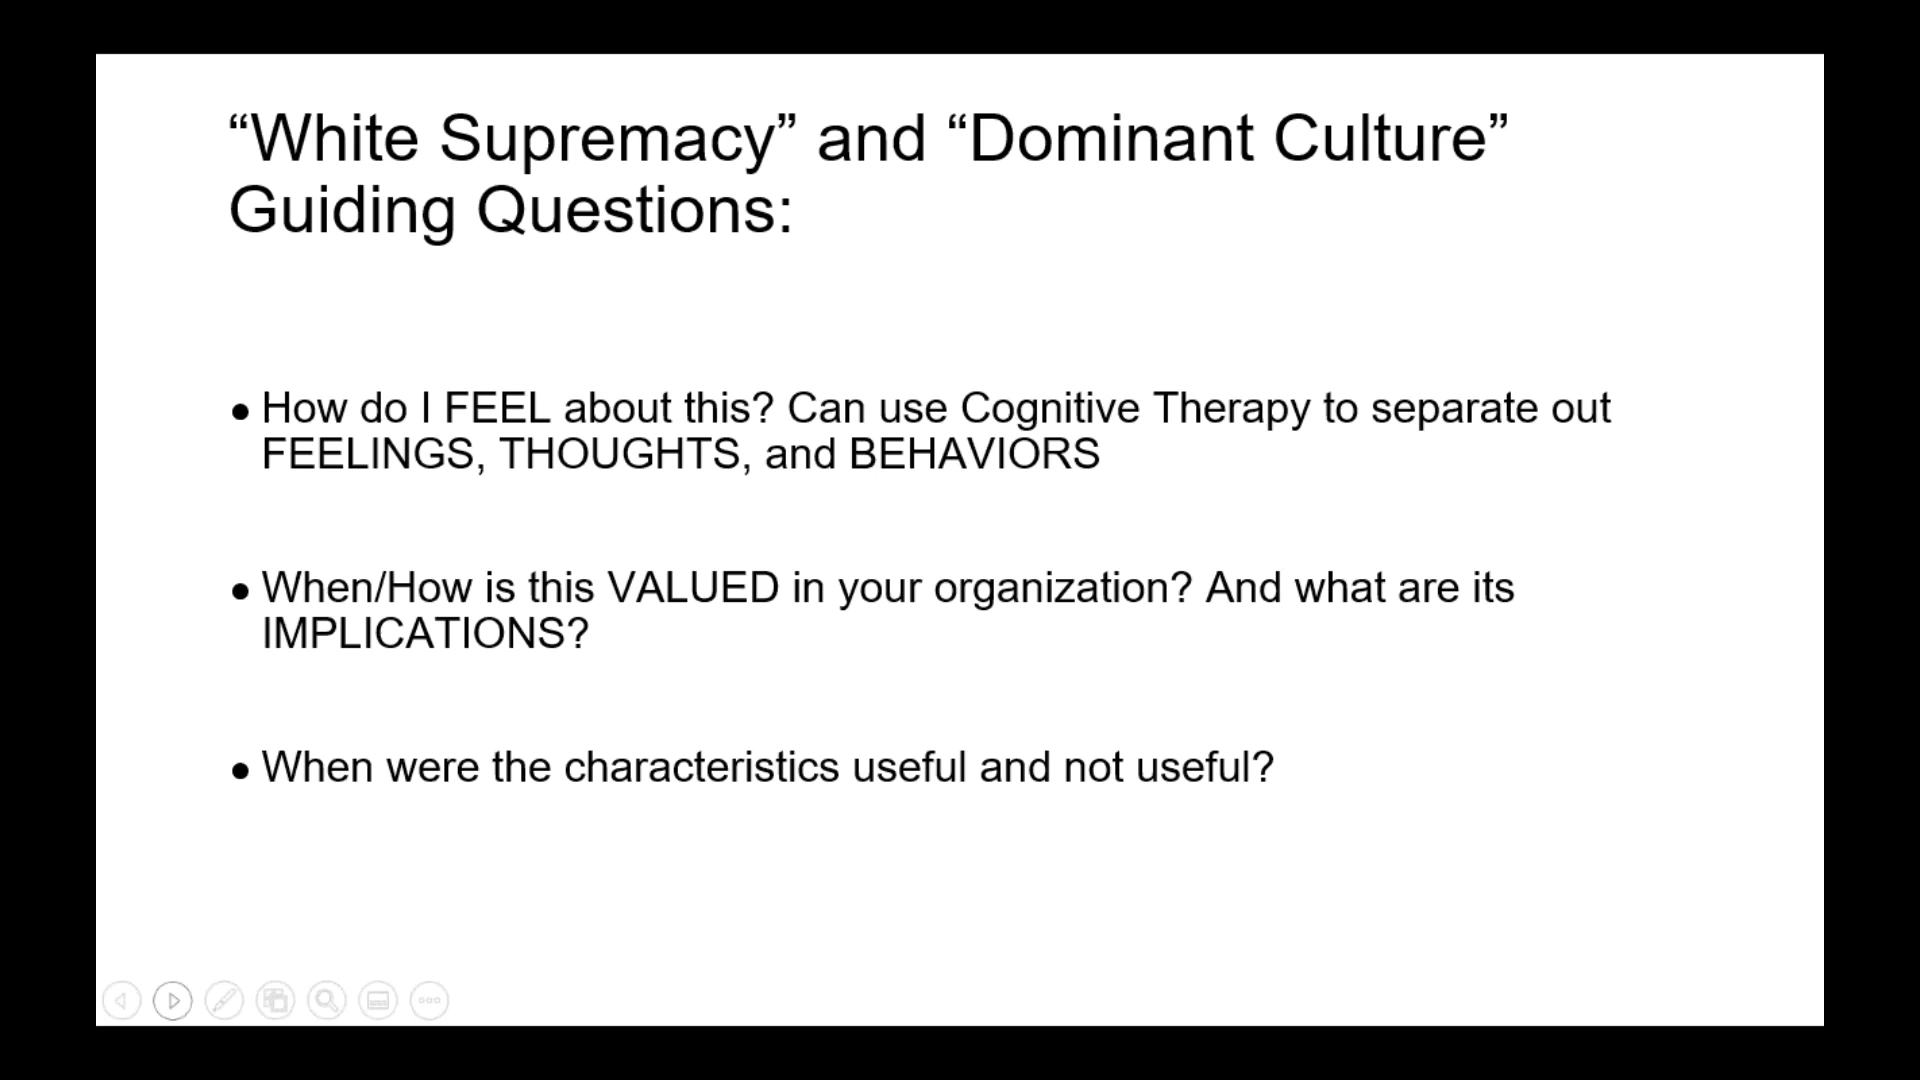 “White Supremacy” and “Dominant Culture”
Guiding Questions:
● How do I FEEL about this? Can use Cognitive Therapy to separate out
FEELINGS, THOUGHTS, and BEHAVIORS
● When/How is this VALUED in your organization? And what are its
IMPLICATIONS?
● When were the characteristics useful and not useful?